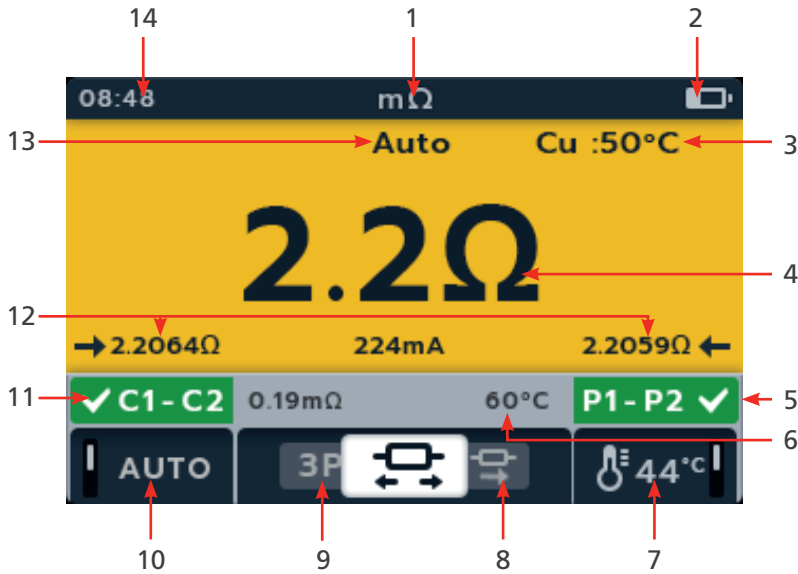 14 1 2
08:48 mΩ
13 Auto Cu :50°C 3
2.2Ω 4
12
2.2064Ω 224mA 2.2059Ω
11 C1-C2 0.19mΩ 60°C P1-P2 5
6
AUTO 3P 44°C
10 9 8 7